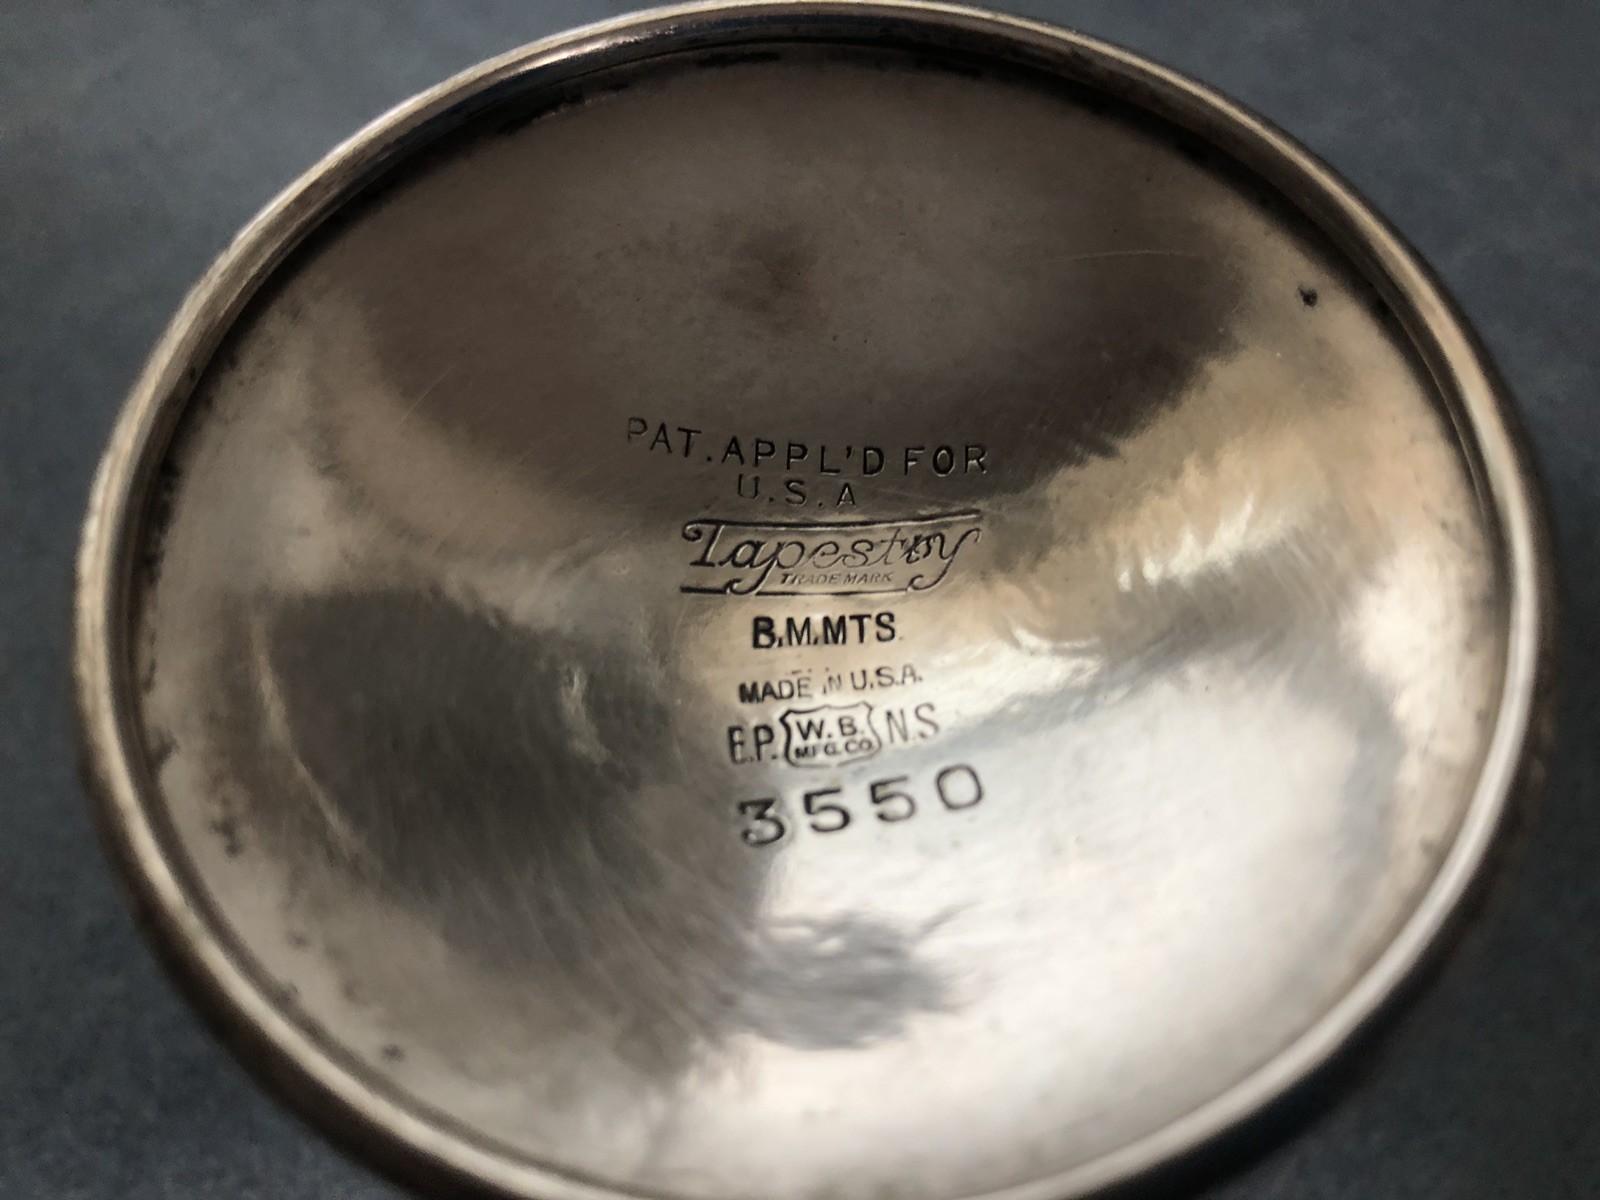 PAT. APPL'D FOR
U.S.A
Tapestry
TRADE MARK
B.M.MTS.
MADE IN U.S.A.
E.P. W.B. MFG.CO N.S
3550